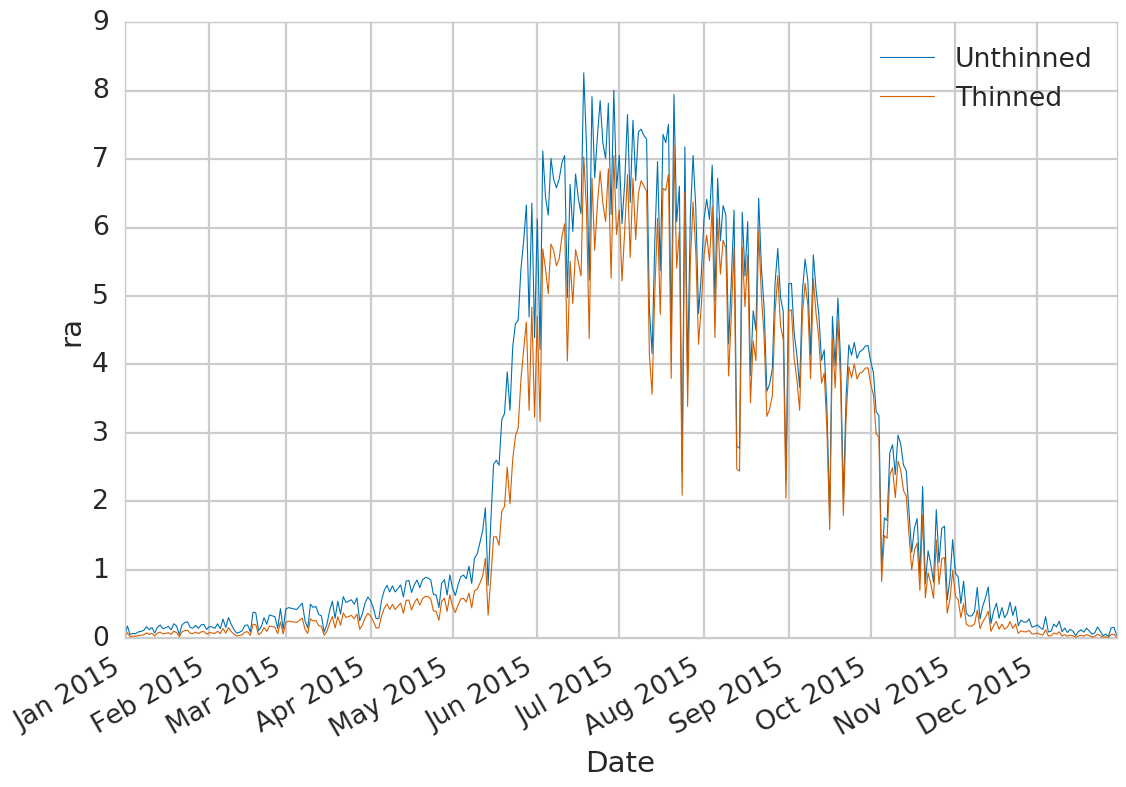 9
8
7
6
5
4
3
2
1
0
ra
Unthinned
Thinned
Jan 2015
Feb 2015
Mar 2015
Apr 2015
May 2015
Jun 2015
Jul 2015
Aug 2015
Sep 2015
Oct 2015
Nov 2015
Dec 2015
Date